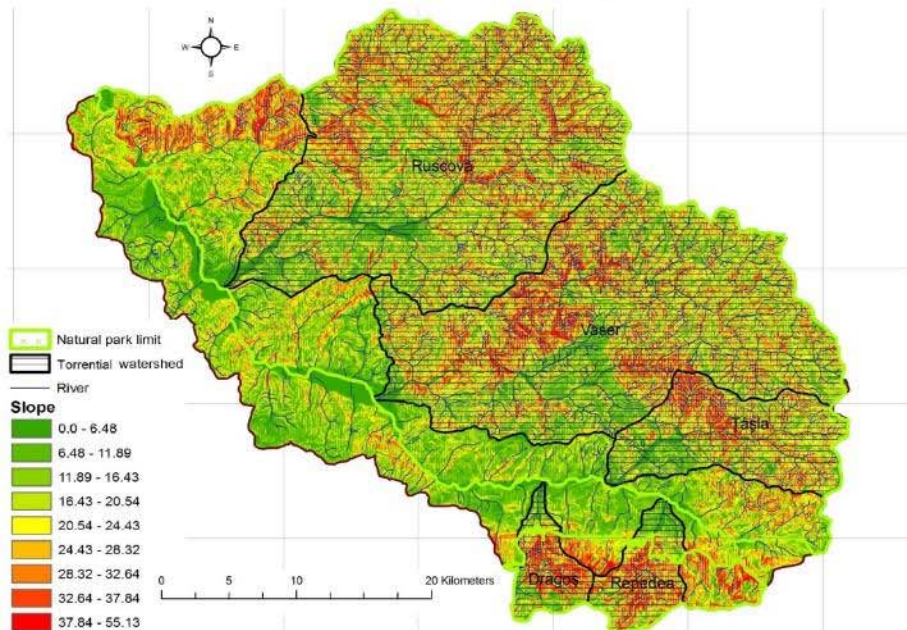 N
W E
S
Ruscova
Vaser
Tasla
Dragos
Repedea
Natural park limit
Torrential watershed
River
Slope
0.0 - 6.48
6.48 - 11.89
11.89 - 16.43
16.43 - 20.54
20.54 - 24.43
24.43 - 28.32
28.32 - 32.64
32.64 - 37.84
37.84 - 55.13
0 5 10 20 Kilometers